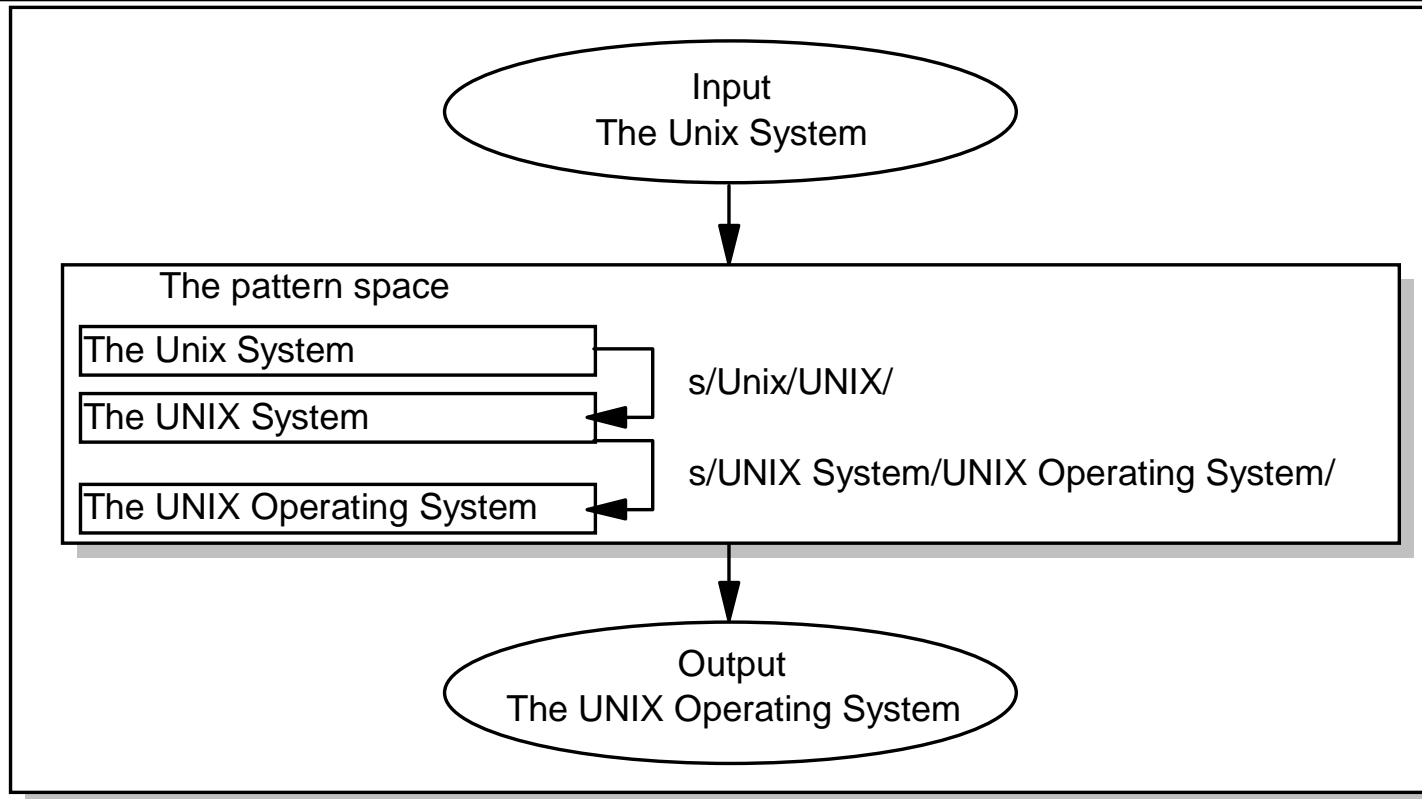 Input
The Unix System
The pattern space
The Unix System
s/Unix/UNIX/
The UNIX System
s/UNIX System/UNIX Operating System/
The UNIX Operating System
Output
The UNIX Operating System